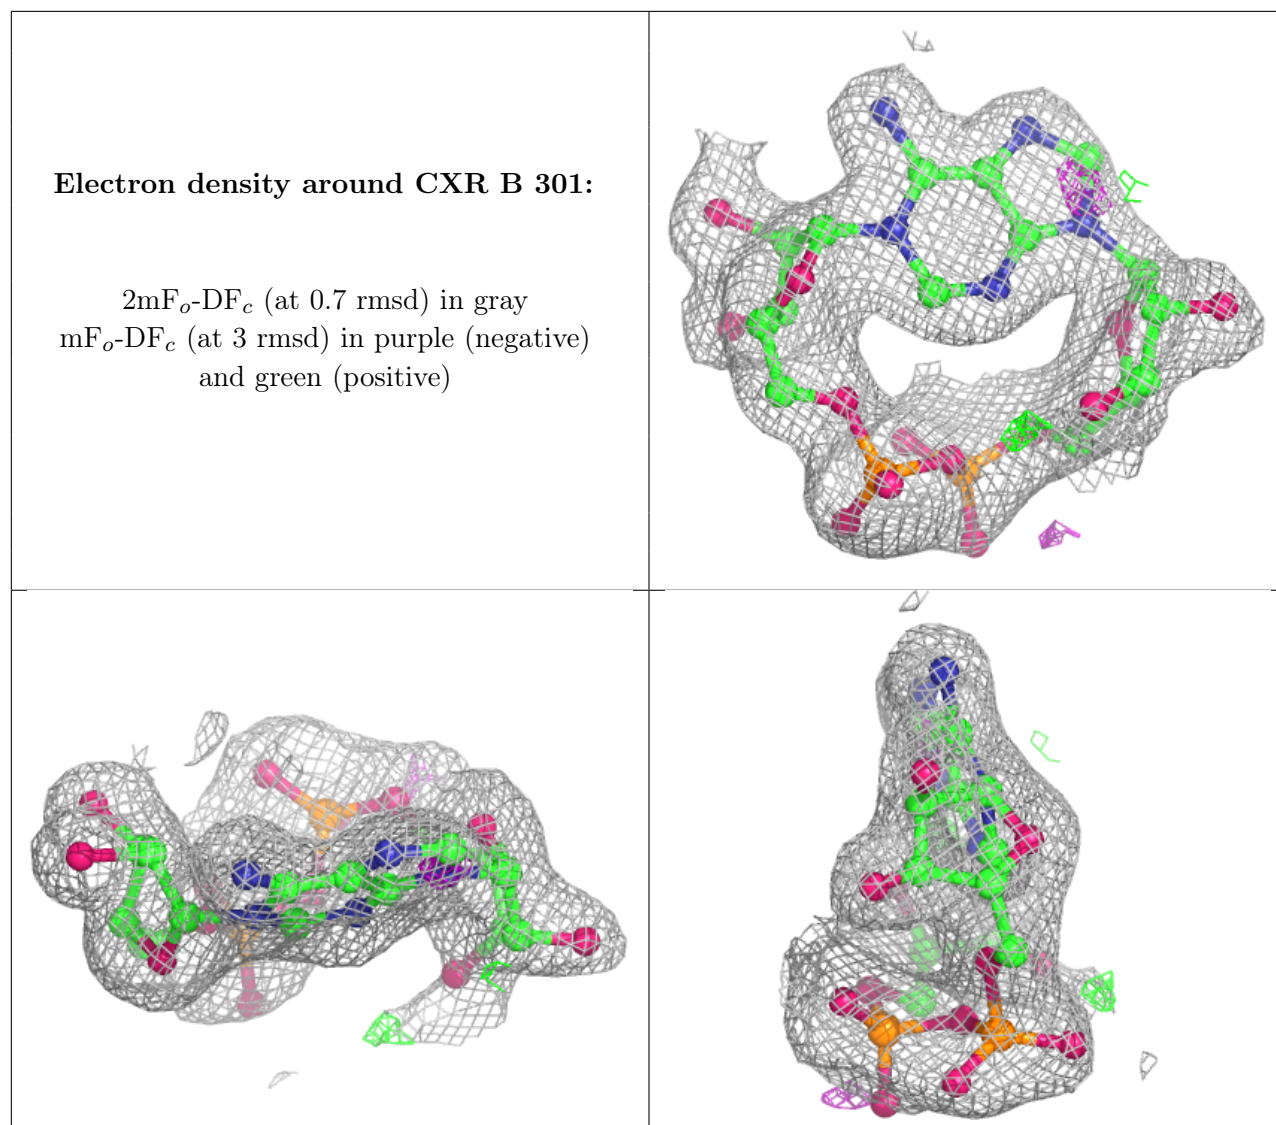 Electron density around CXR B 301:
2mFo-DFc (at 0.7 rmsd) in gray
mFo-DFc (at 3 rmsd) in purple (negative)
and green (positive)